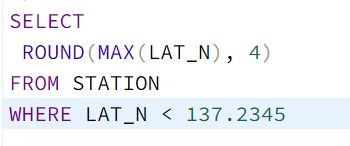 SELECT
ROUND(MAX(LAT_N), 4)
FROM STATION
WHERE LAT_N < 137.2345